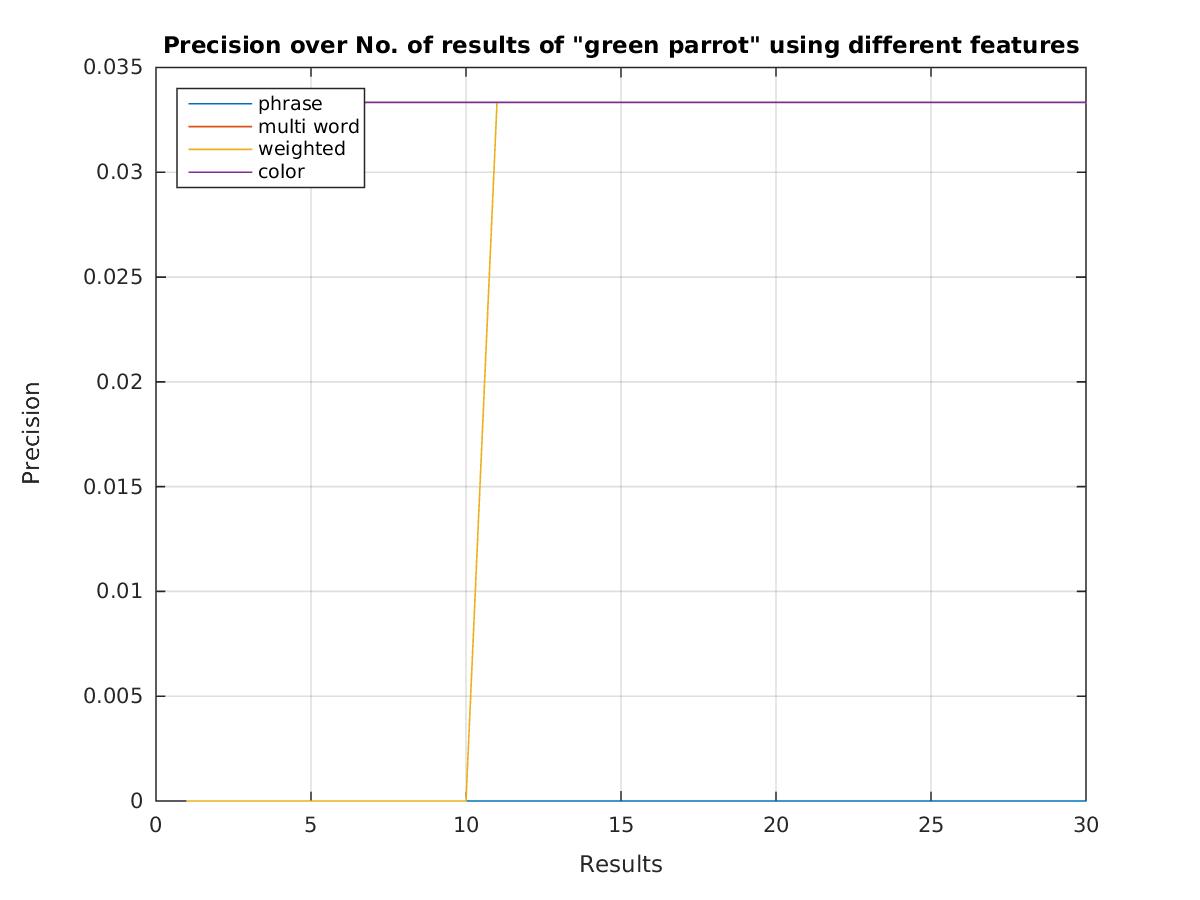 Precision over No. of results of "green parrot" using different features
0.035
0.03
0.025
0.02
0.015
0.01
0.005
0
phrase
multi word
weighted
color
Precision
0 5 10 15 20 25 30
Results